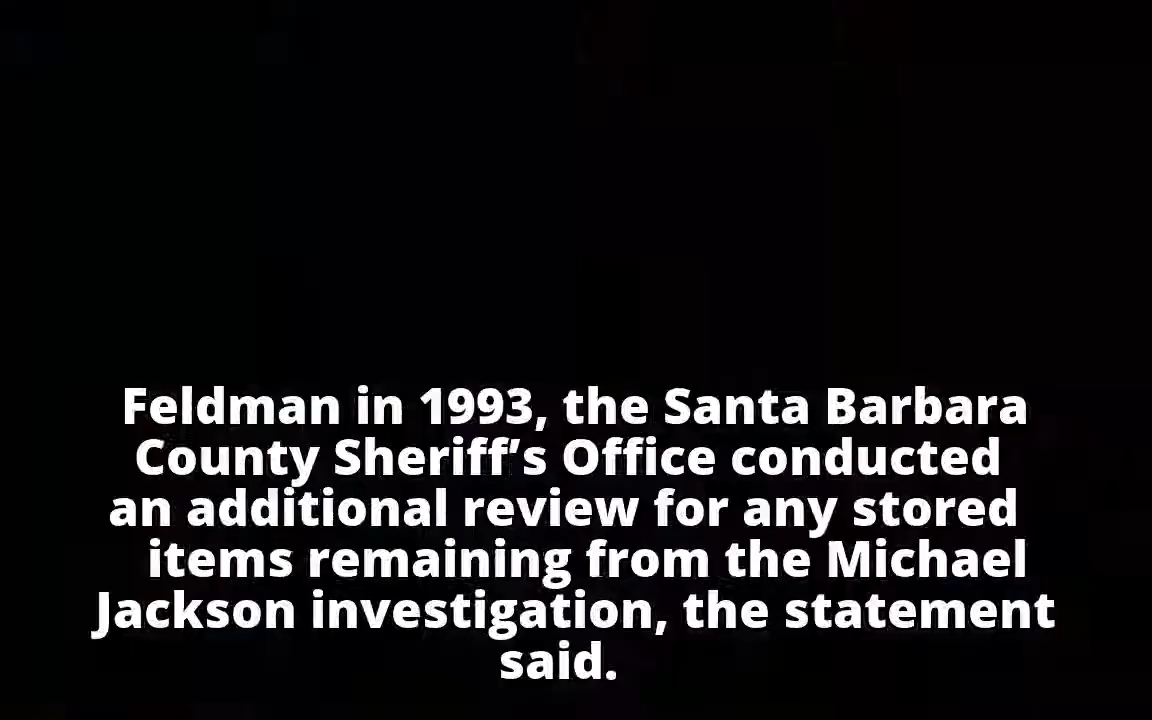 Feldman in 1993, the Santa Barbara
County Sheriff’s Office conducted
an additional review for any stored
items remaining from the Michael
Jackson investigation, the statement
said.